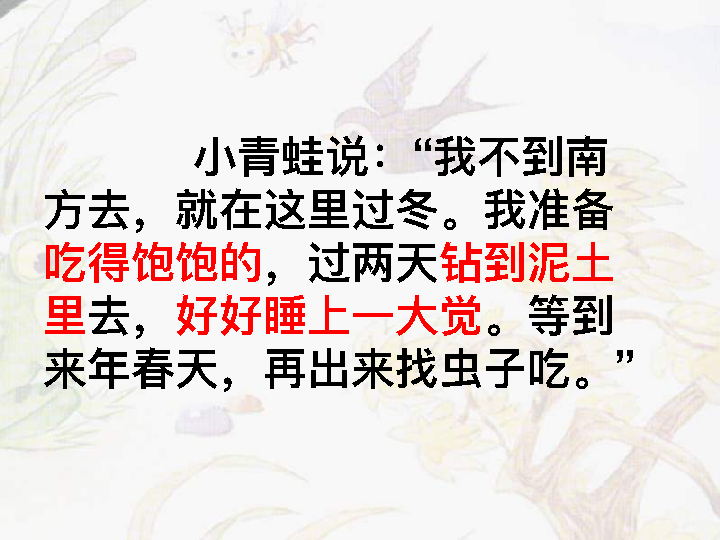 小青蛙说：“我不到南
方去，就在这里过冬。我准备
吃得饱饱的，过两天钻到泥土
里去，好好睡上一大觉。等到
来年春天，再出来找虫子吃。”